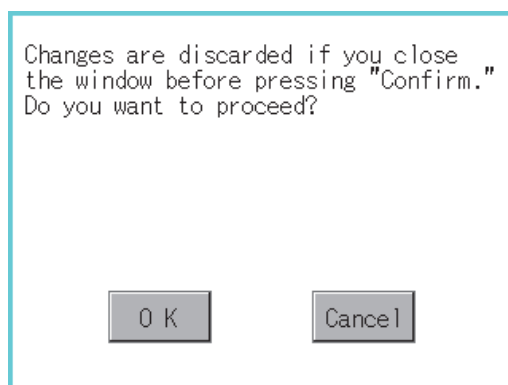 Changes are discarded if you close
the window before pressing "Confirm."
Do you want to proceed?
O K
Cancel